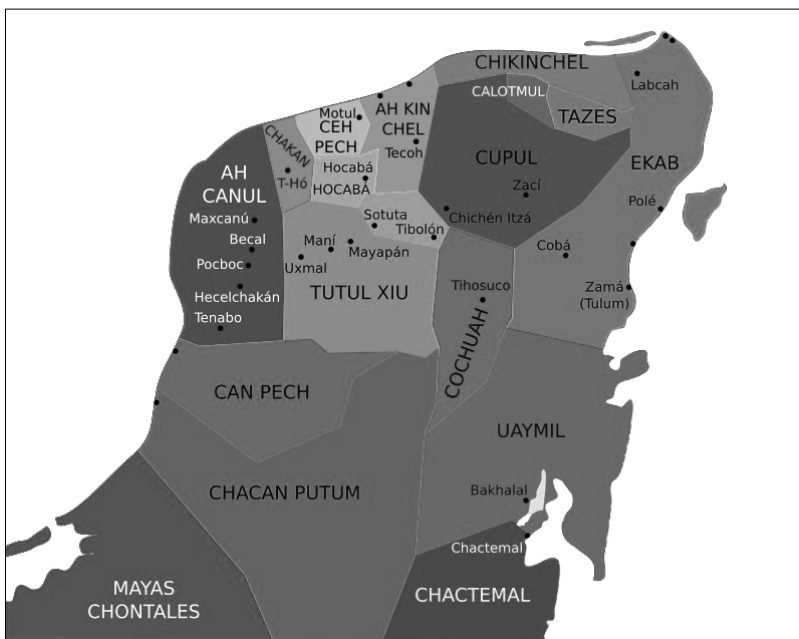 CHIKINCHEL
Labcah
CALOTMUL
Motul
AH KIN
CHEL
TAZES
CEH
PECH
CHAKAN
Tecoh
CUPUL
EKAB
Hocabá
HOCABÁ
AH
CANUL
T-Hó
Zací
Polé
Maxcanú
Sotuta
Chichén Itzá
Tibolón
Becal
Maní
Mayapán
Cobá
Pocboc
Uxmal
Hecelchakán
TUTUL XIU
Tihosuco
Zamá
(Tulum)
Tenabo
COCHUAH
CAN PECH
UAYMIL
CHACAN PUTUM
Bakhalal
Chactemal
MAYAS
CHONTALES
CHACTEMAL